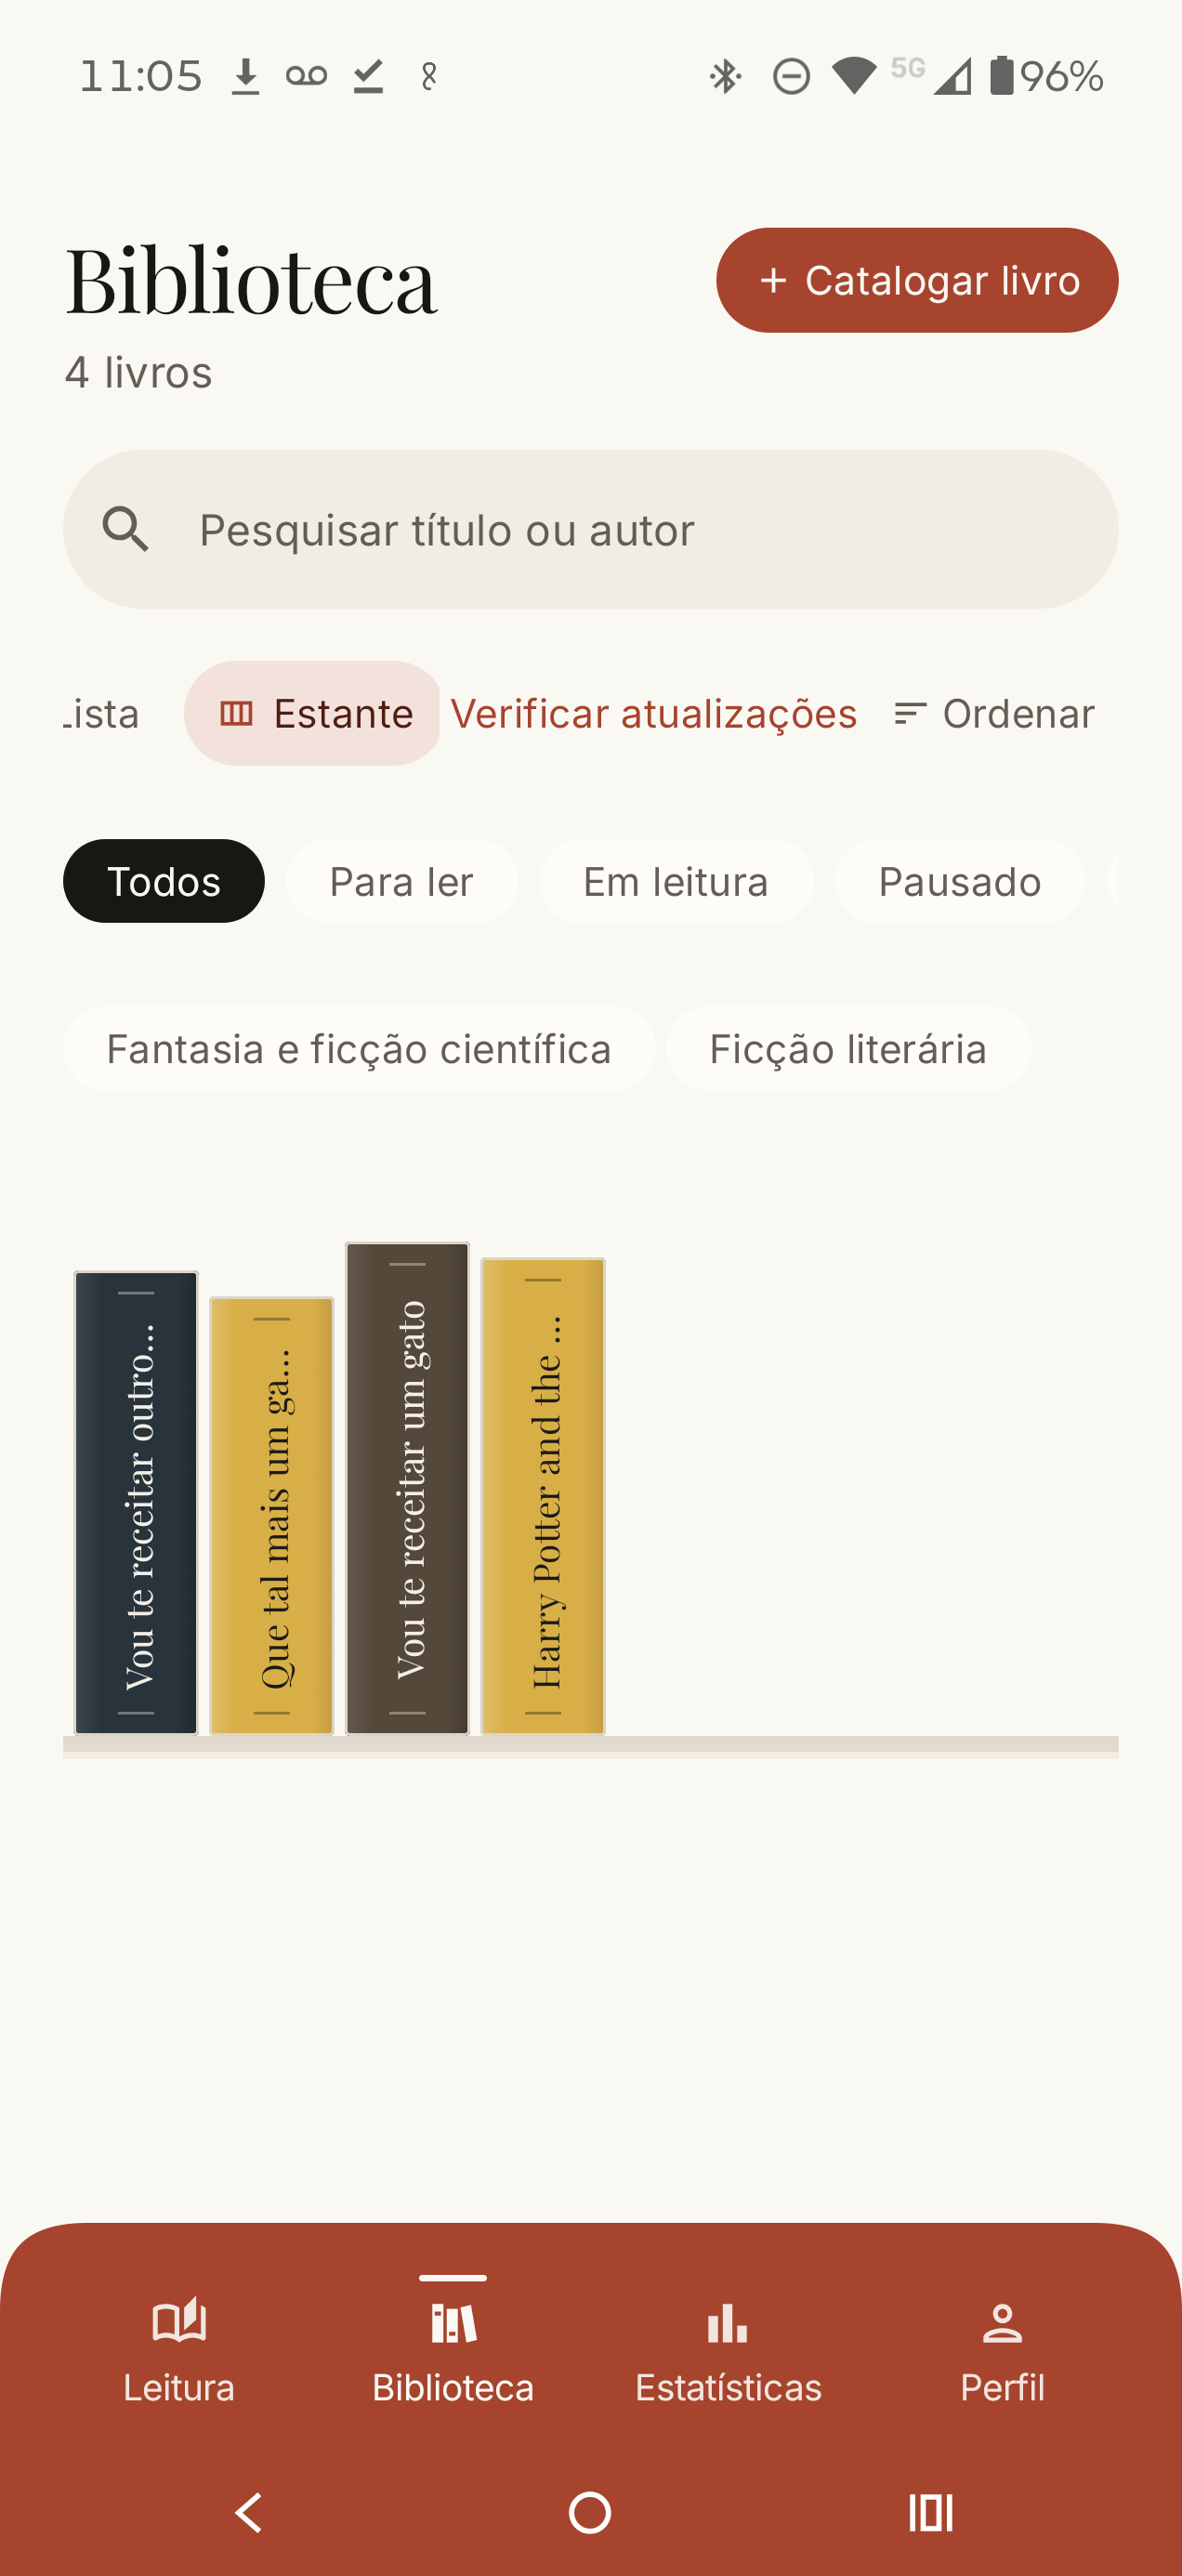 11:05 5G 96%
Biblioteca
+ Catalogar livro
4 livros
Pesquisar título ou autor
Lista Estante Verificar atualizações Ordenar
Todos Para ler Em leitura Pausado
Fantasia e ficção científica Ficção literária
Vou te receitar outro...
Que tal mais um ga...
Vou te receitar um gato
Harry Potter and the ...
Leitura Biblioteca Estatísticas Perfil